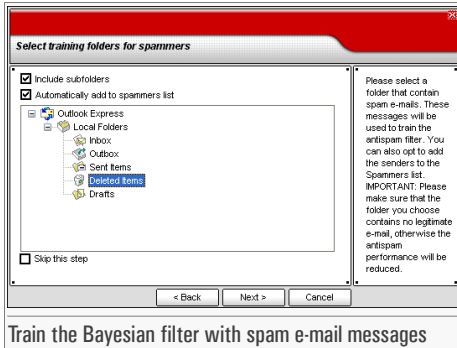 Select training folders for spammers
Include subfolders
Automatically add to spammers list
Outlook Express
Local Folders
Inbox
Outbox
Sent Items
Deleted Items
Drafts
Skip this step
Please select a
folder that contain
spam e-mails. These
messages will be
used to train the
antispam filter. You
can also opt to add
the senders to the
Spammers list.
IMPORTANT: Please
make sure that the
folder you choose
contains no legitimate
e-mail, otherwise the
antispam
performance will be
reduced.
< Back
Next >
Cancel
Train the Bayesian filter with spam e-mail messages